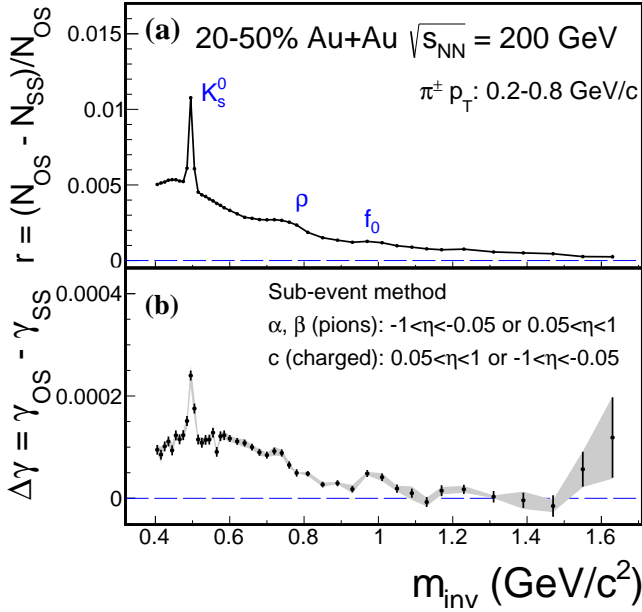 r = (N_OS - N_SS)/N_OS
0.015
0.01
0.005
0
(a) 20-50% Au+Au √s_NN = 200 GeV
π± p_T: 0.2-0.8 GeV/c
K_s^0
ρ
f_0
Δγ = γ_OS - γ_SS
0.0004
0.0002
0
(b) Sub-event method
α, β (pions): -1<η<-0.05 or 0.05<η<1
c (charged): 0.05<η<1 or -1<η<-0.05
0.4 0.6 0.8 1 1.2 1.4 1.6
m_inv (GeV/c²)